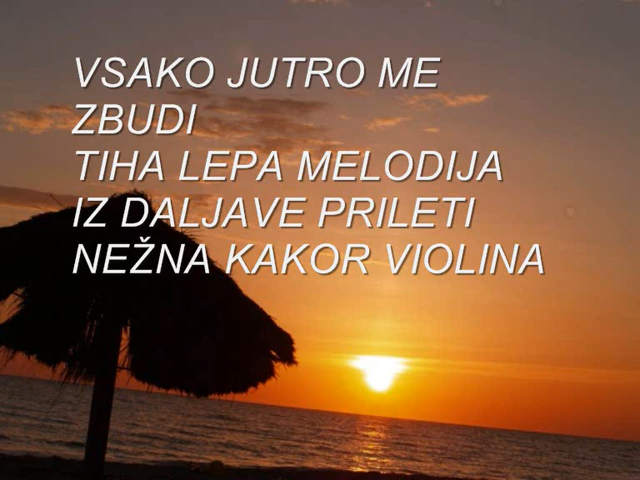 VSAKO JUTRO ME
ZBUDI
TIHA LEPA MELODIJA
IZ DALJAVE PRILETI
NEŽNA KAKOR VIOLINA